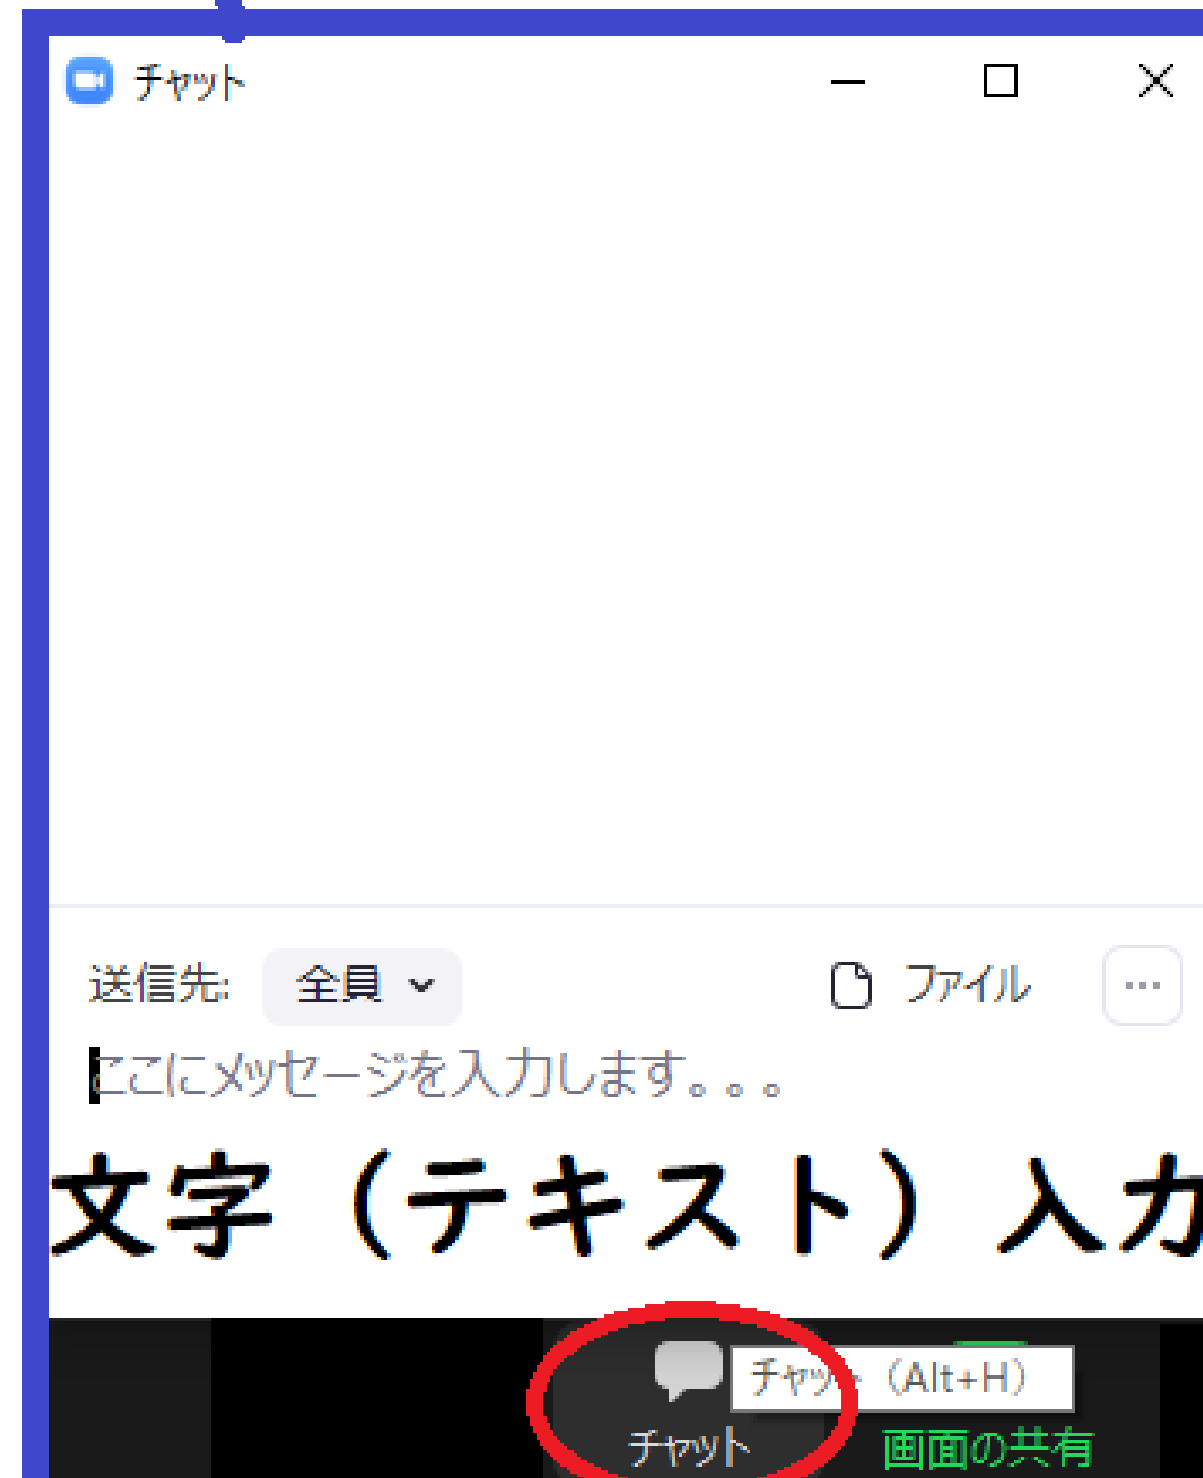 チャット
送信先: 全員 ファイル
ここにメッセージを入力します。。。
文字（テキスト）入力
チャット（Alt+H）
チャット 画面の共有